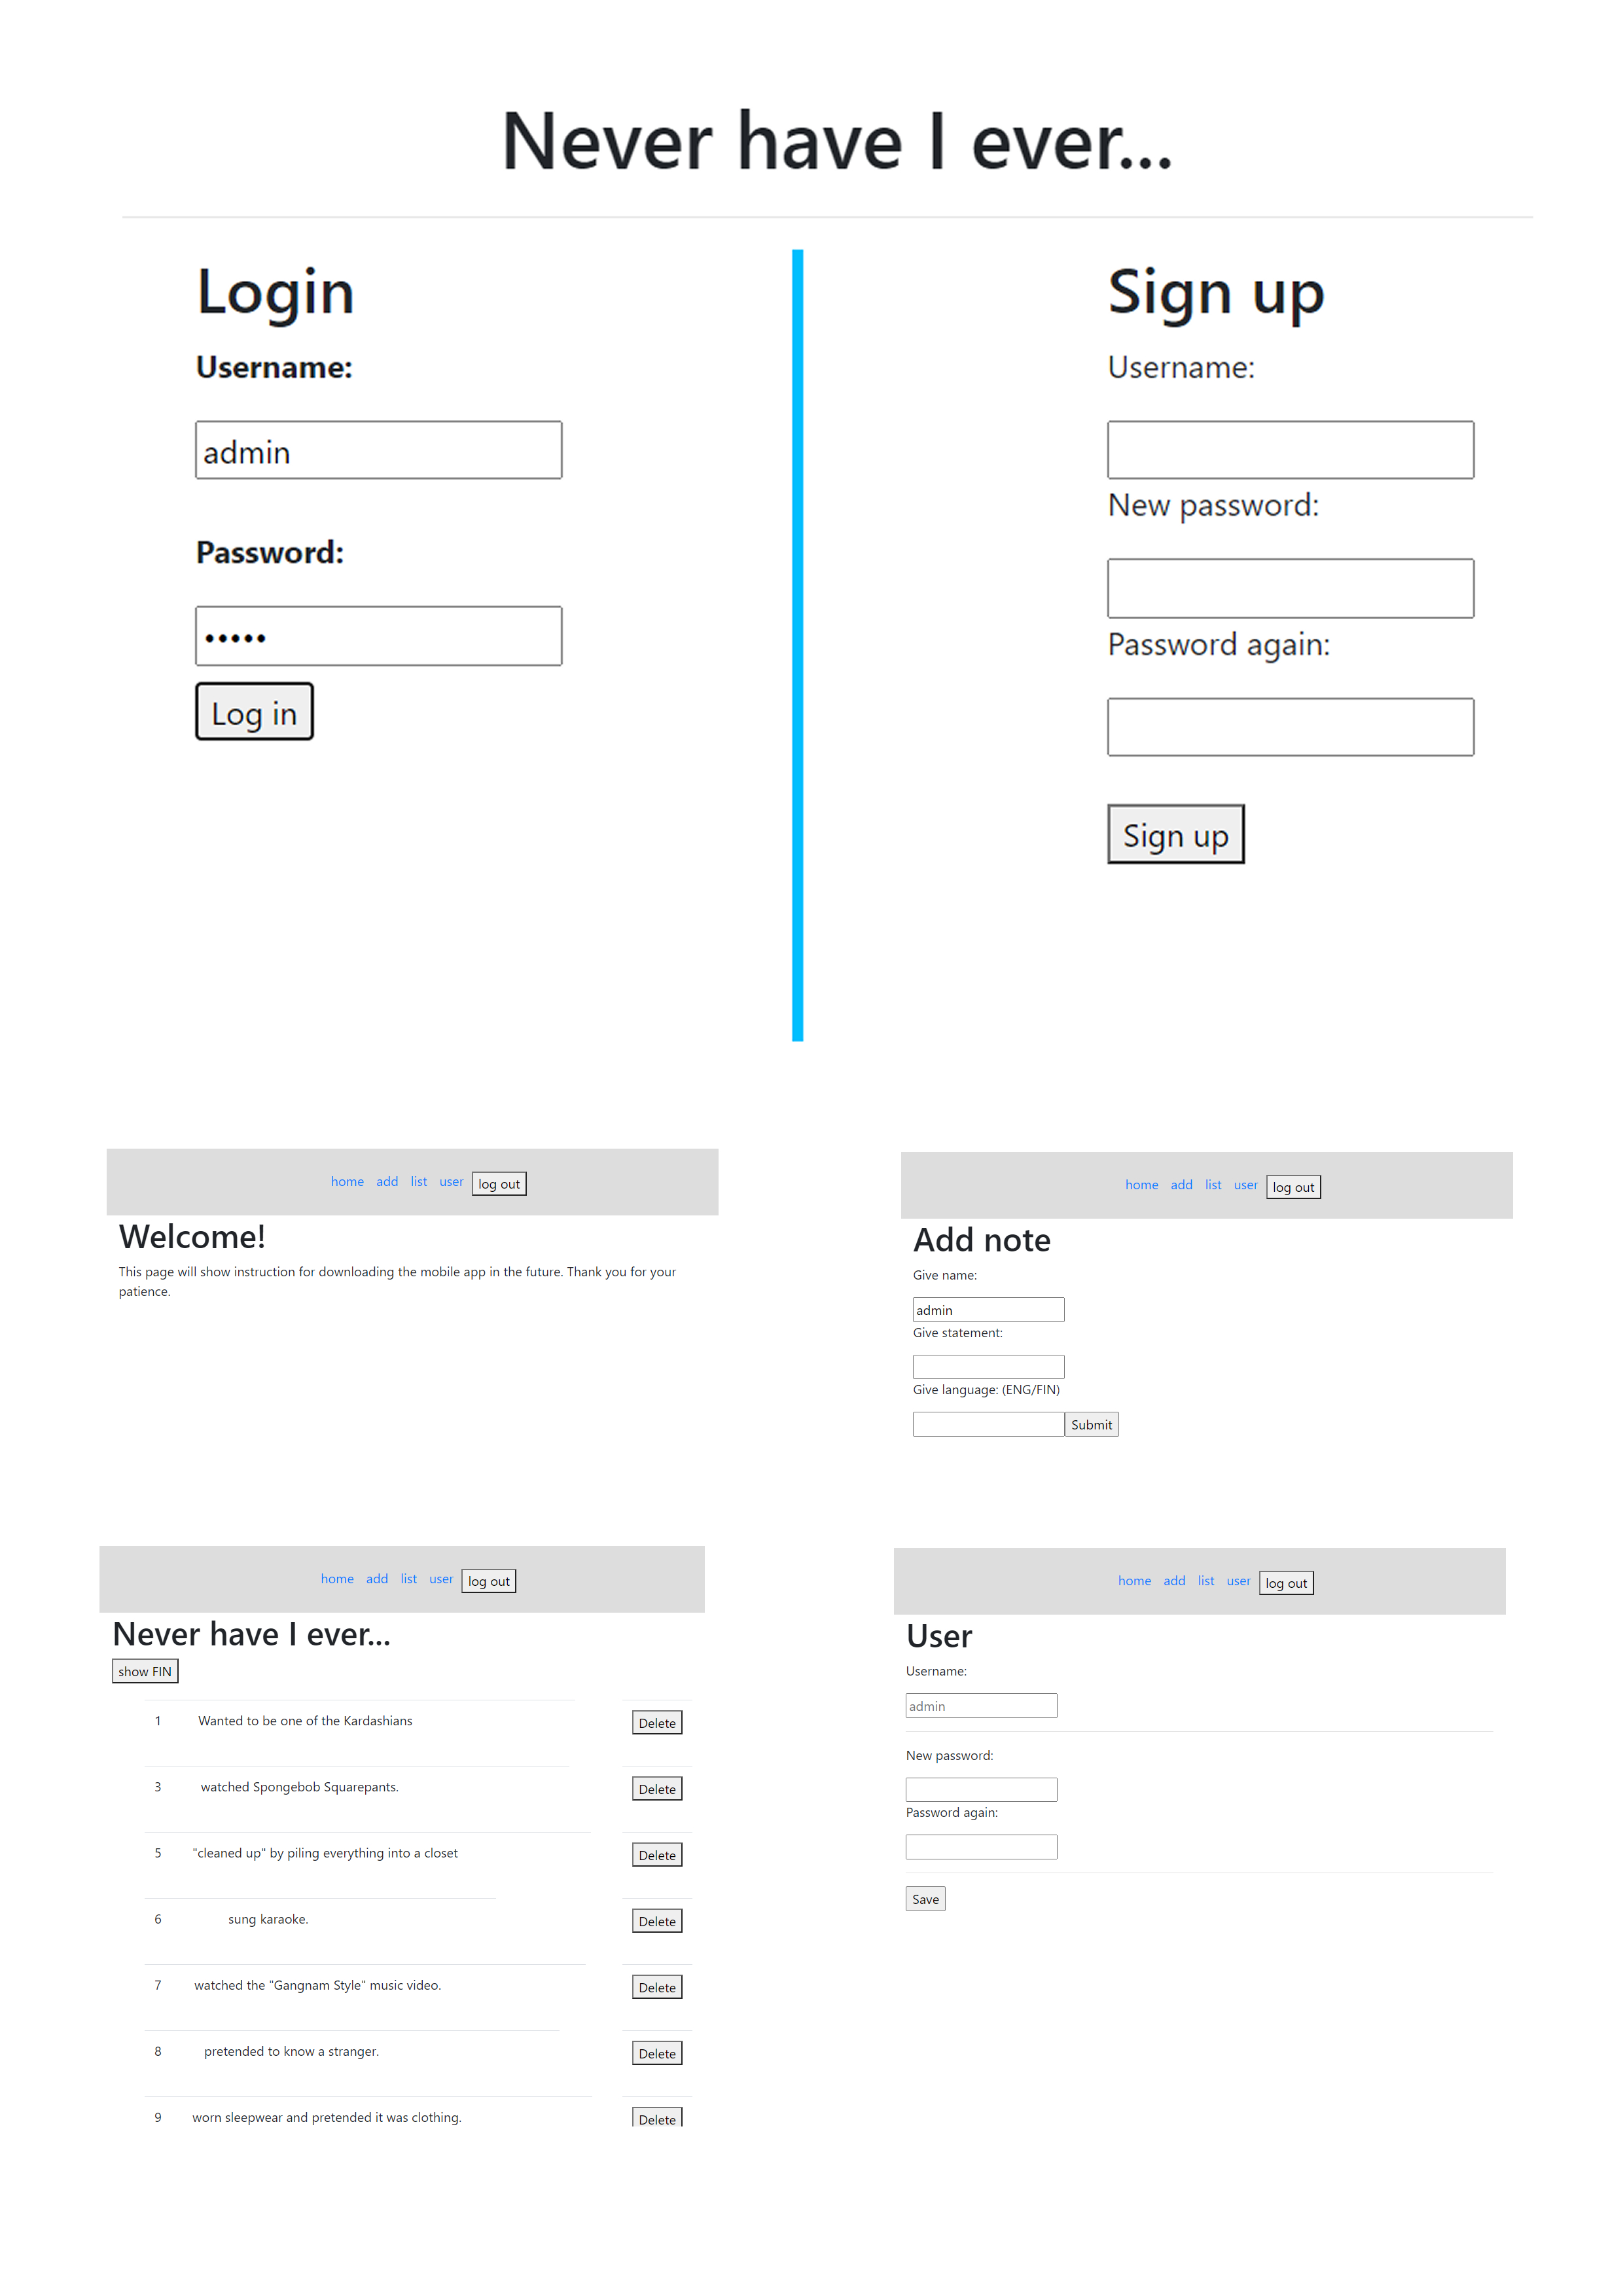 Never have I ever...
Login
Username:
admin
Password:
•••••
Log in
Sign up
Username:
New password:
Password again:
Sign up
home add list user log out
Welcome!
This page will show instruction for downloading the mobile app in the future. Thank you for your
patience.
home add list user log out
Add note
Give name:
admin
Give statement:
Give language: (ENG/FIN)
Submit
home add list user log out
Never have I ever...
show FIN
1 Wanted to be one of the Kardashians Delete
3 watched Spongebob Squarepants. Delete
5 "cleaned up" by piling everything into a closet Delete
6 sung karaoke. Delete
7 watched the "Gangnam Style" music video. Delete
8 pretended to know a stranger. Delete
9 worn sleepwear and pretended it was clothing. Delete
home add list user log out
User
Username:
admin
New password:
Password again:
Save